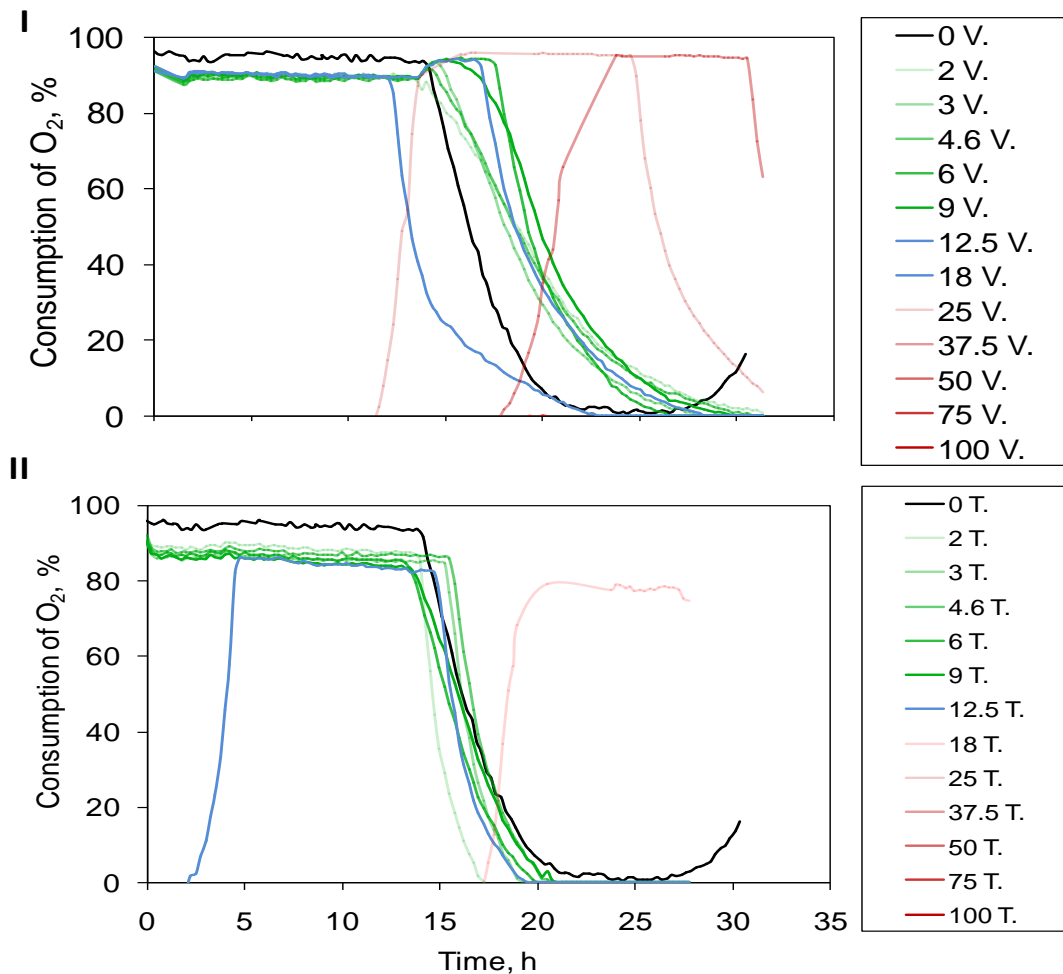 I
Consumption of O2, %
100
80
60
40
20
0
0 V.
2 V.
3 V.
4.6 V.
6 V.
9 V.
12.5 V.
18 V.
25 V.
37.5 V.
50 V.
75 V.
100 V.
II
Consumption of O2, %
100
80
60
40
20
0
0 5 10 15 20 25 30 35
Time, h
0 T.
2 T.
3 T.
4.6 T.
6 T.
9 T.
12.5 T.
18 T.
25 T.
37.5 T.
50 T.
75 T.
100 T.